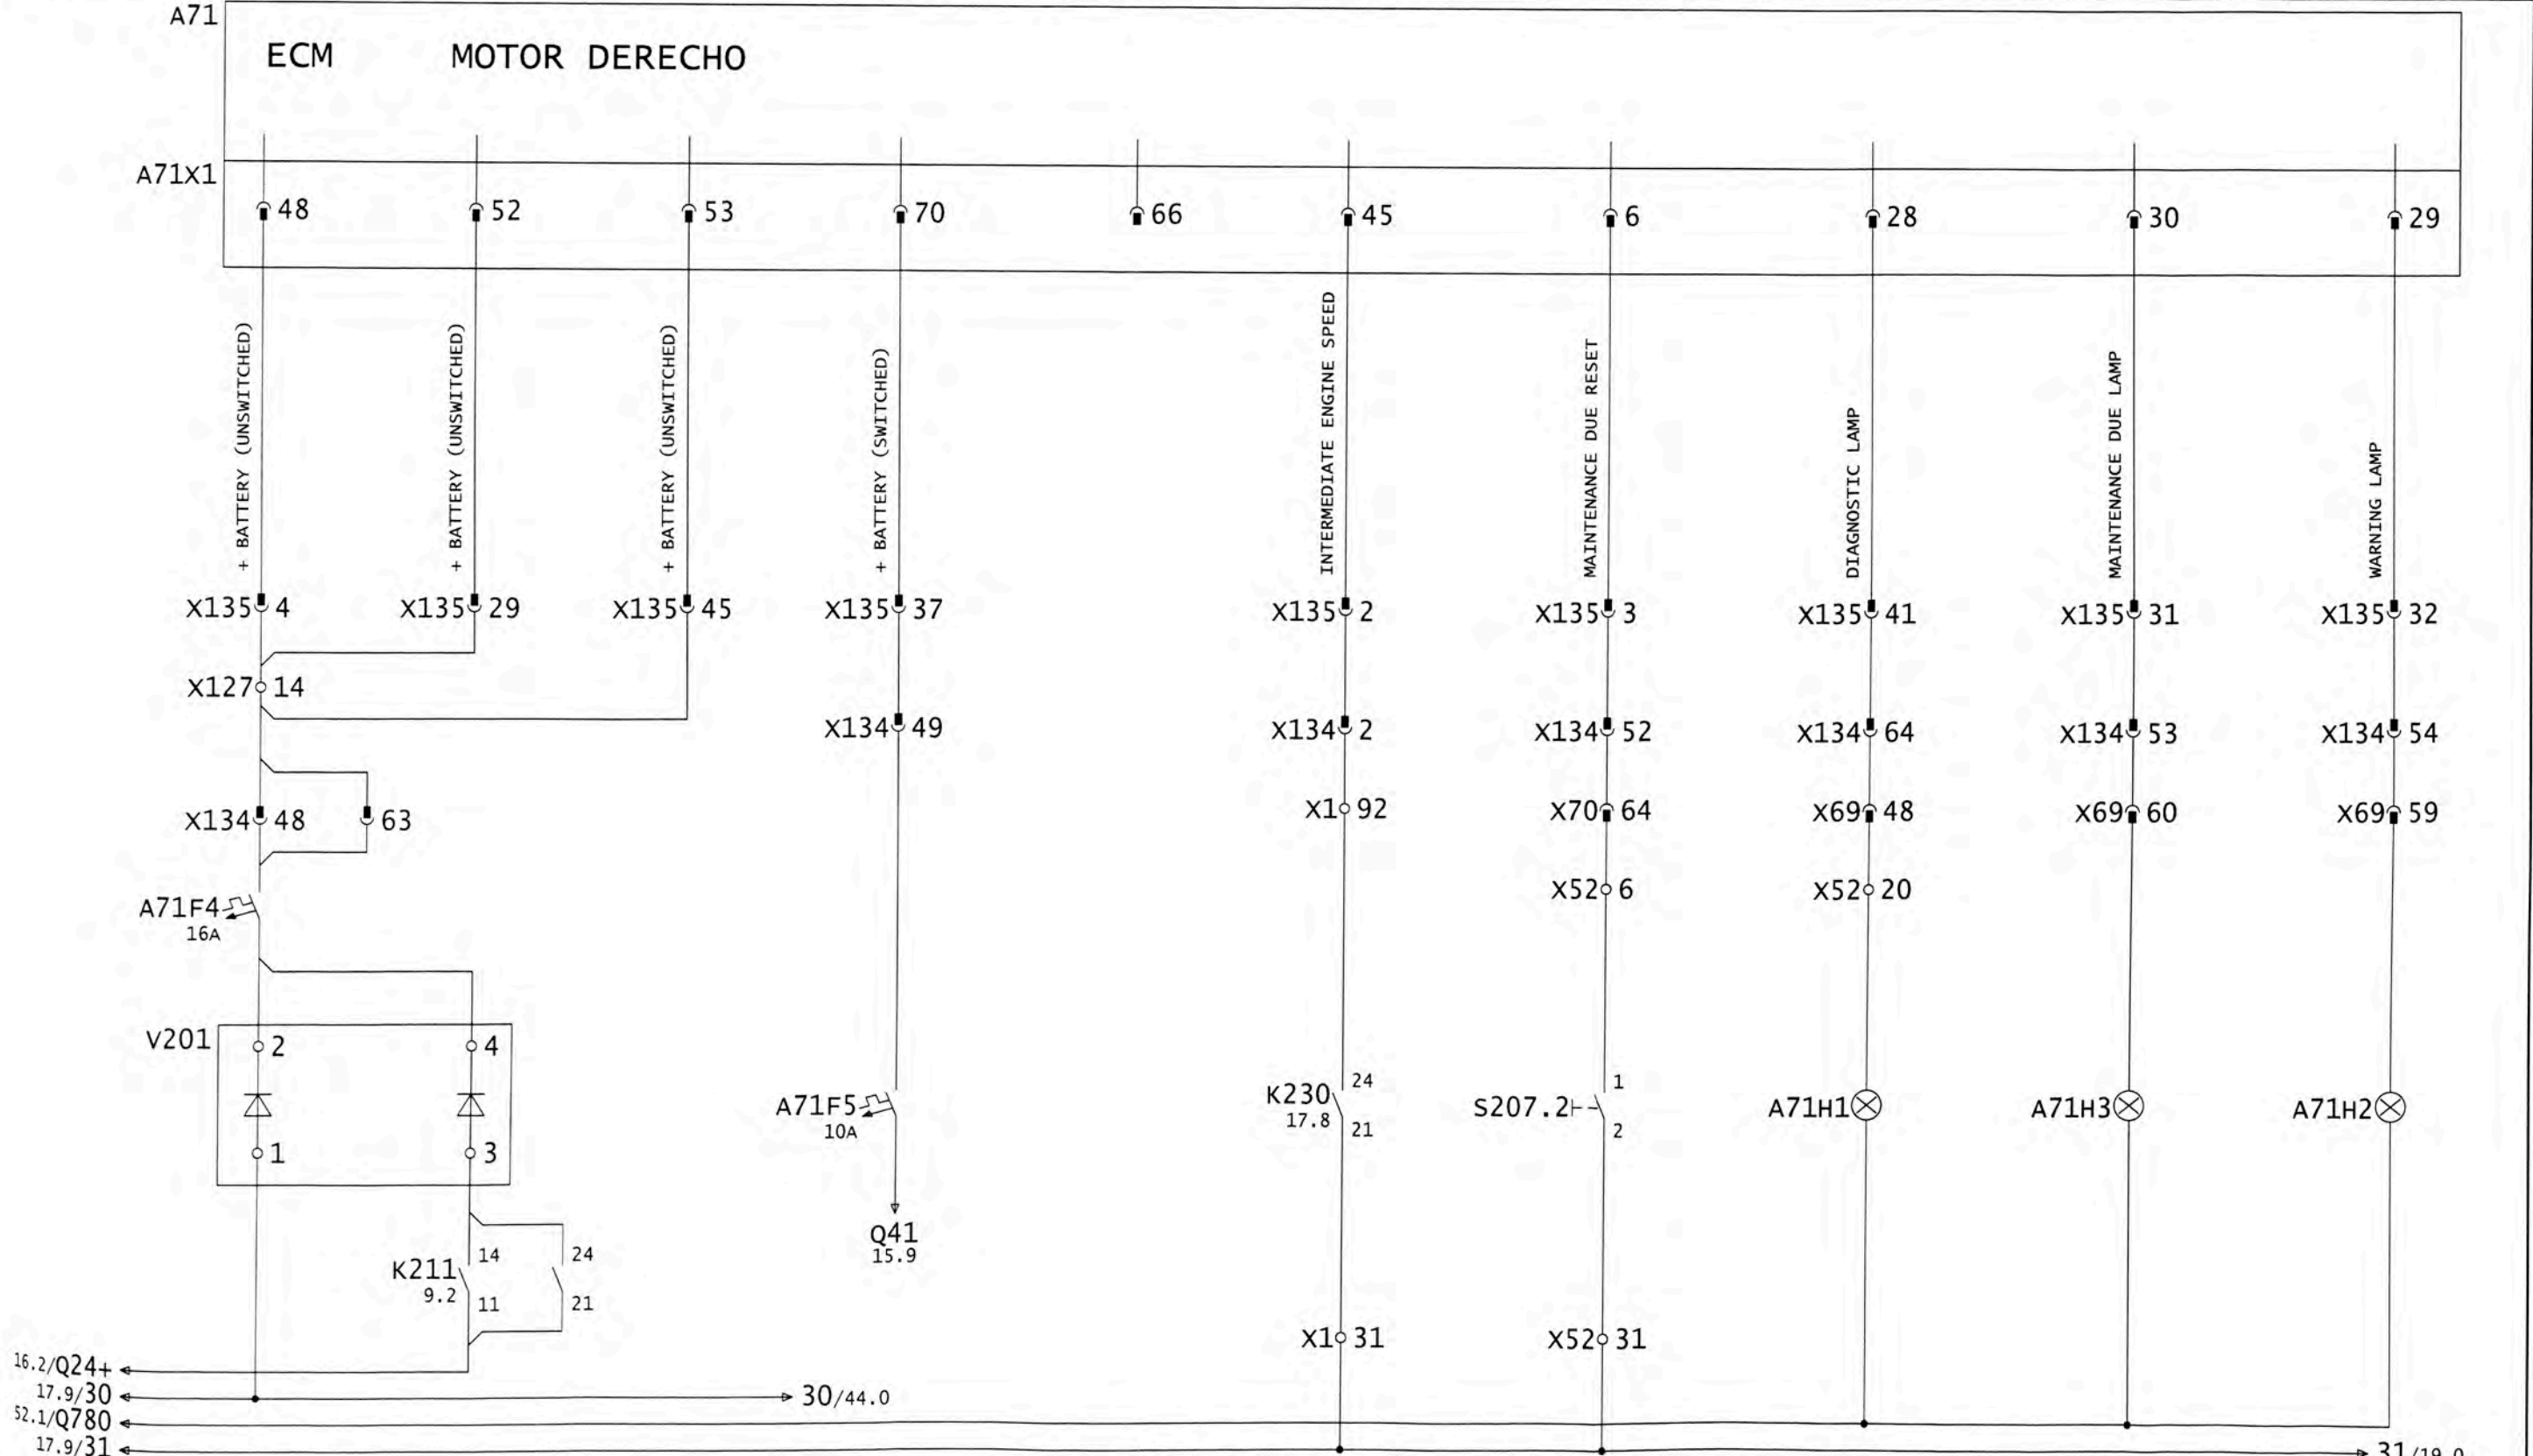 A71
ECM MOTOR DERECHO
A71X1
48 52 53 70 66 45 6 28 30 29
+ BATTERY (UNSWITCHED)
+ BATTERY (UNSWITCHED)
+ BATTERY (UNSWITCHED)
+ BATTERY (SWITCHED)
INTERMEDIATE ENGINE SPEED
MAINTENANCE DUE RESET
DIAGNOSTIC LAMP
MAINTENANCE DUE LAMP
WARNING LAMP
X135 4 X135 29 X135 45 X135 37 X135 2 X135 3 X135 41 X135 31 X135 32
X127 14
X134 49 X134 2 X134 52 X134 64 X134 53 X134 54
X134 48 63 X1 92 X70 64 X69 48 X69 60 X69 59
X52 6 X52 20
A71F4
16A
V201 2 4
24 1
K230 S207.2 A71F5 A71H1 A71H3 A71H2
17.8 10A
21 2
1 3
Q41
15.9
14 24
K211
9.2
11 21
X1 31 X52 31
16.2/Q24+
17.9/30 30/44.0
52.1/Q780
17.9/31 31/19.0